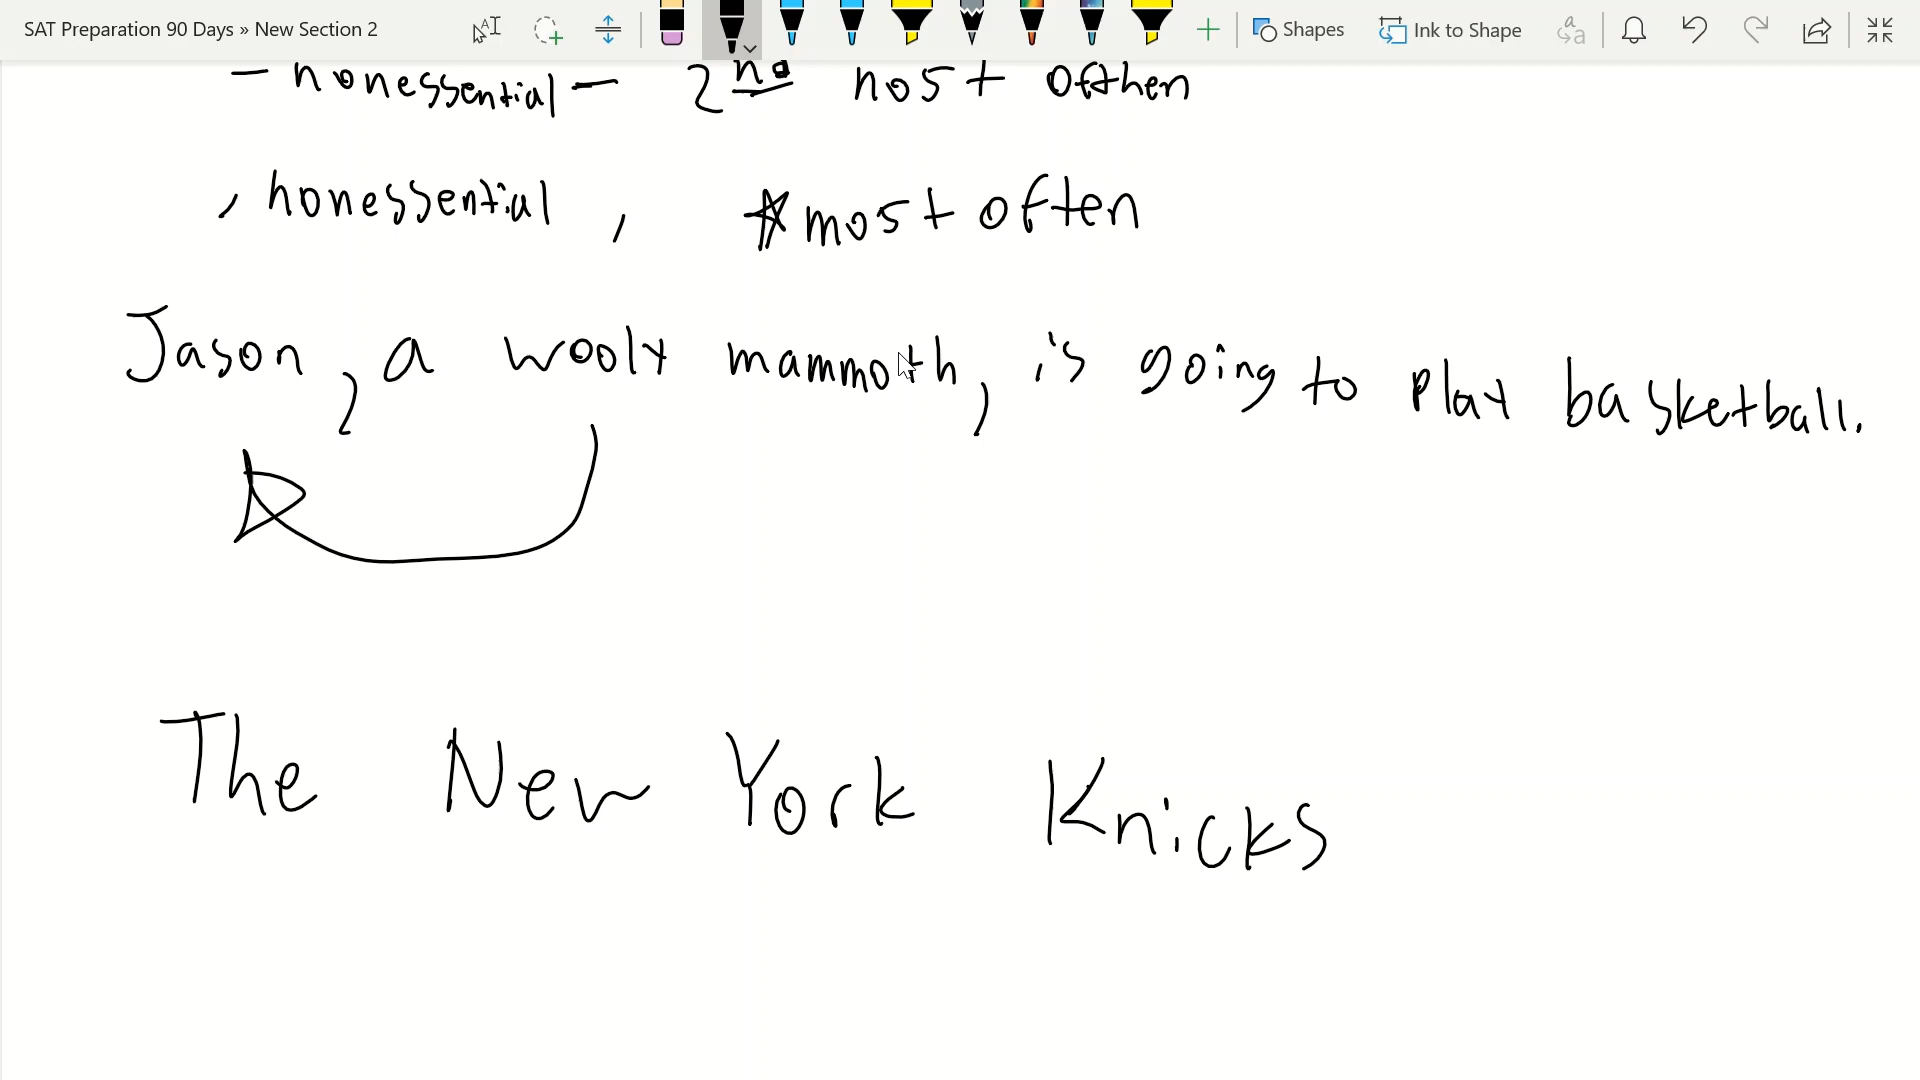 SAT Preparation 90 Days » New Section 2 Shapes Ink to Shape
– nonessential – 2nd most ofthen
, nonessential , *most often
Jason, a wooly mammoth, is going to play basketball.
The New York Knicks